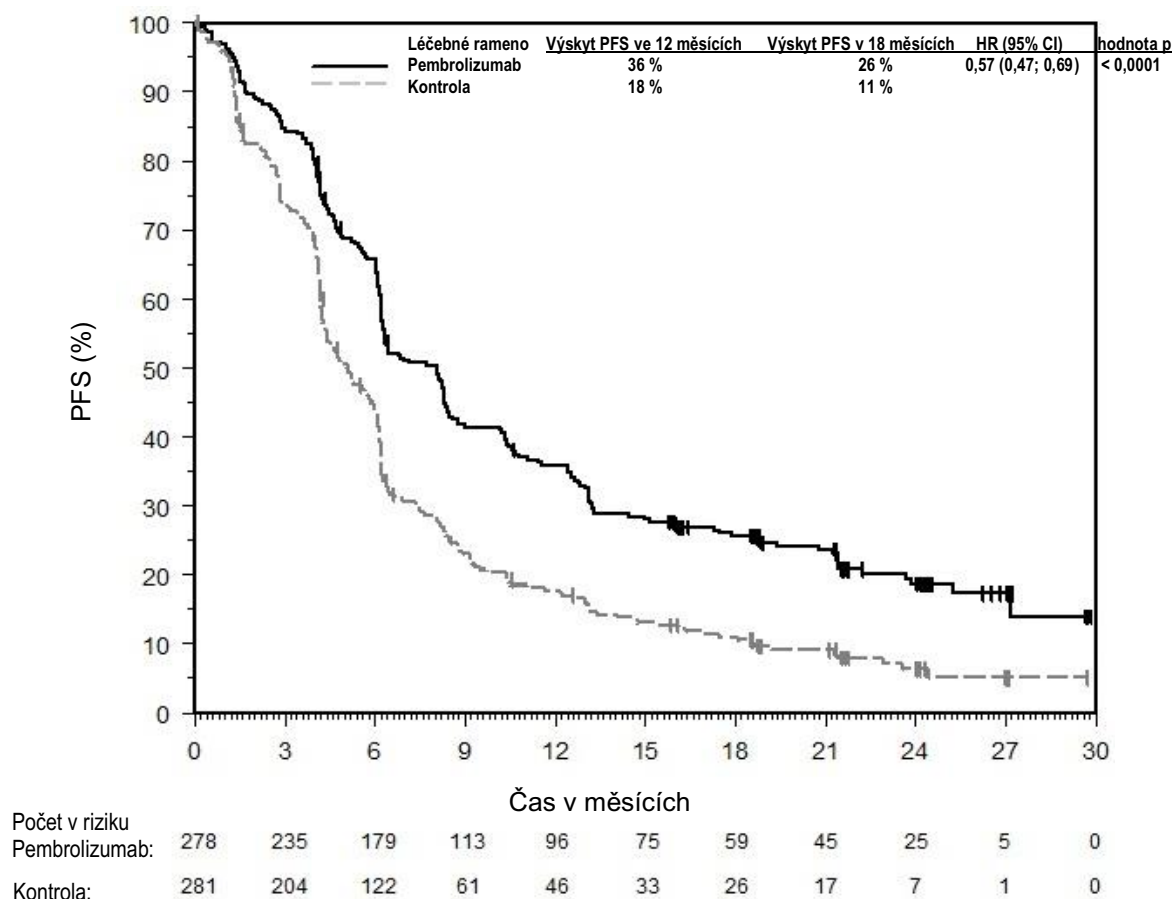 Léčebné rameno Výskyt PFS ve 12 měsících Výskyt PFS v 18 měsících HR (95% CI) hodnota p
Pembrolizumab 36 % 26 % 0,57 (0,47; 0,69) < 0,0001
Kontrola 18 % 11 %
100
90
80
70
60
50
40
30
20
10
0
PFS (%)
0 3 6 9 12 15 18 21 24 27 30
Čas v měsících
Počet v riziku
Pembrolizumab: 278 235 179 113 96 75 59 45 25 5 0
Kontrola: 281 204 122 61 46 33 26 17 7 1 0